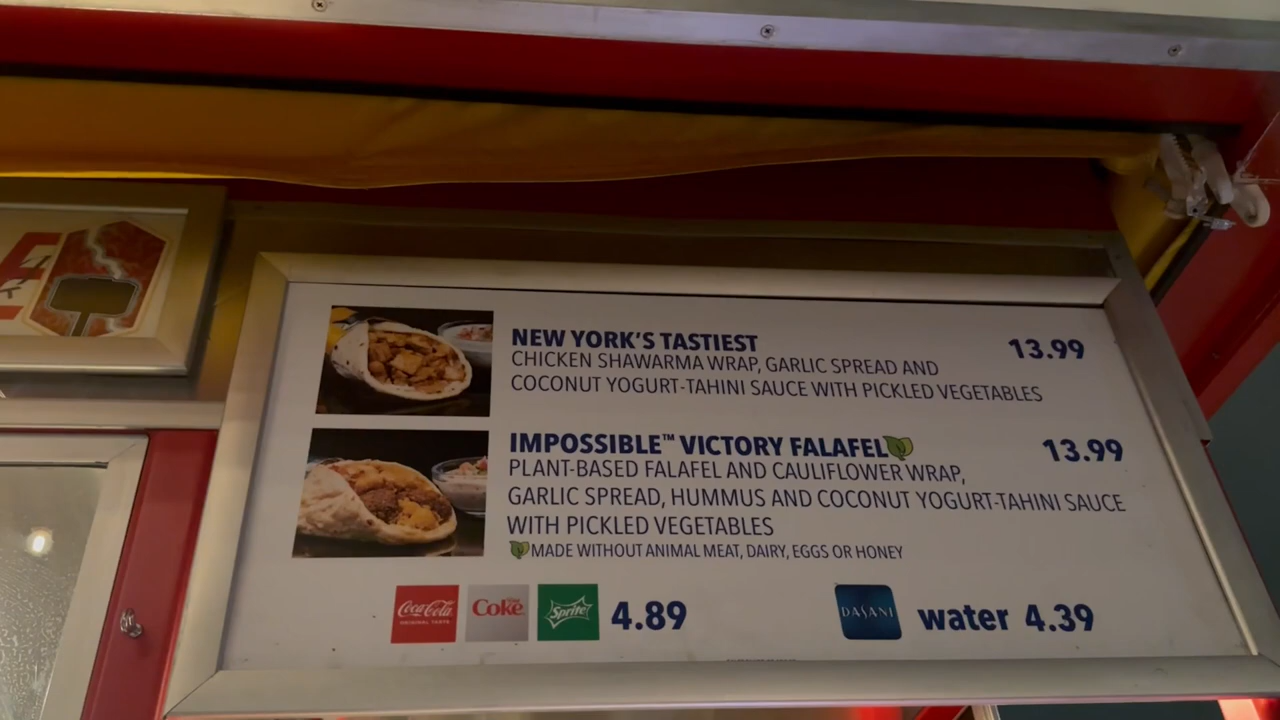 NEW YORK'S TASTIEST 13.99
CHICKEN SHAWARMA WRAP, GARLIC SPREAD AND
COCONUT YOGURT-TAHINI SAUCE WITH PICKLED VEGETABLES
IMPOSSIBLE™ VICTORY FALAFEL 13.99
PLANT-BASED FALAFEL AND CAULIFLOWER WRAP,
GARLIC SPREAD, HUMMUS AND COCONUT YOGURT-TAHINI SAUCE
WITH PICKLED VEGETABLES
MADE WITHOUT ANIMAL MEAT, DAIRY, EGGS OR HONEY
Coca-Cola ORIGINAL TASTE Coke Sprite 4.89 DASANI water 4.39